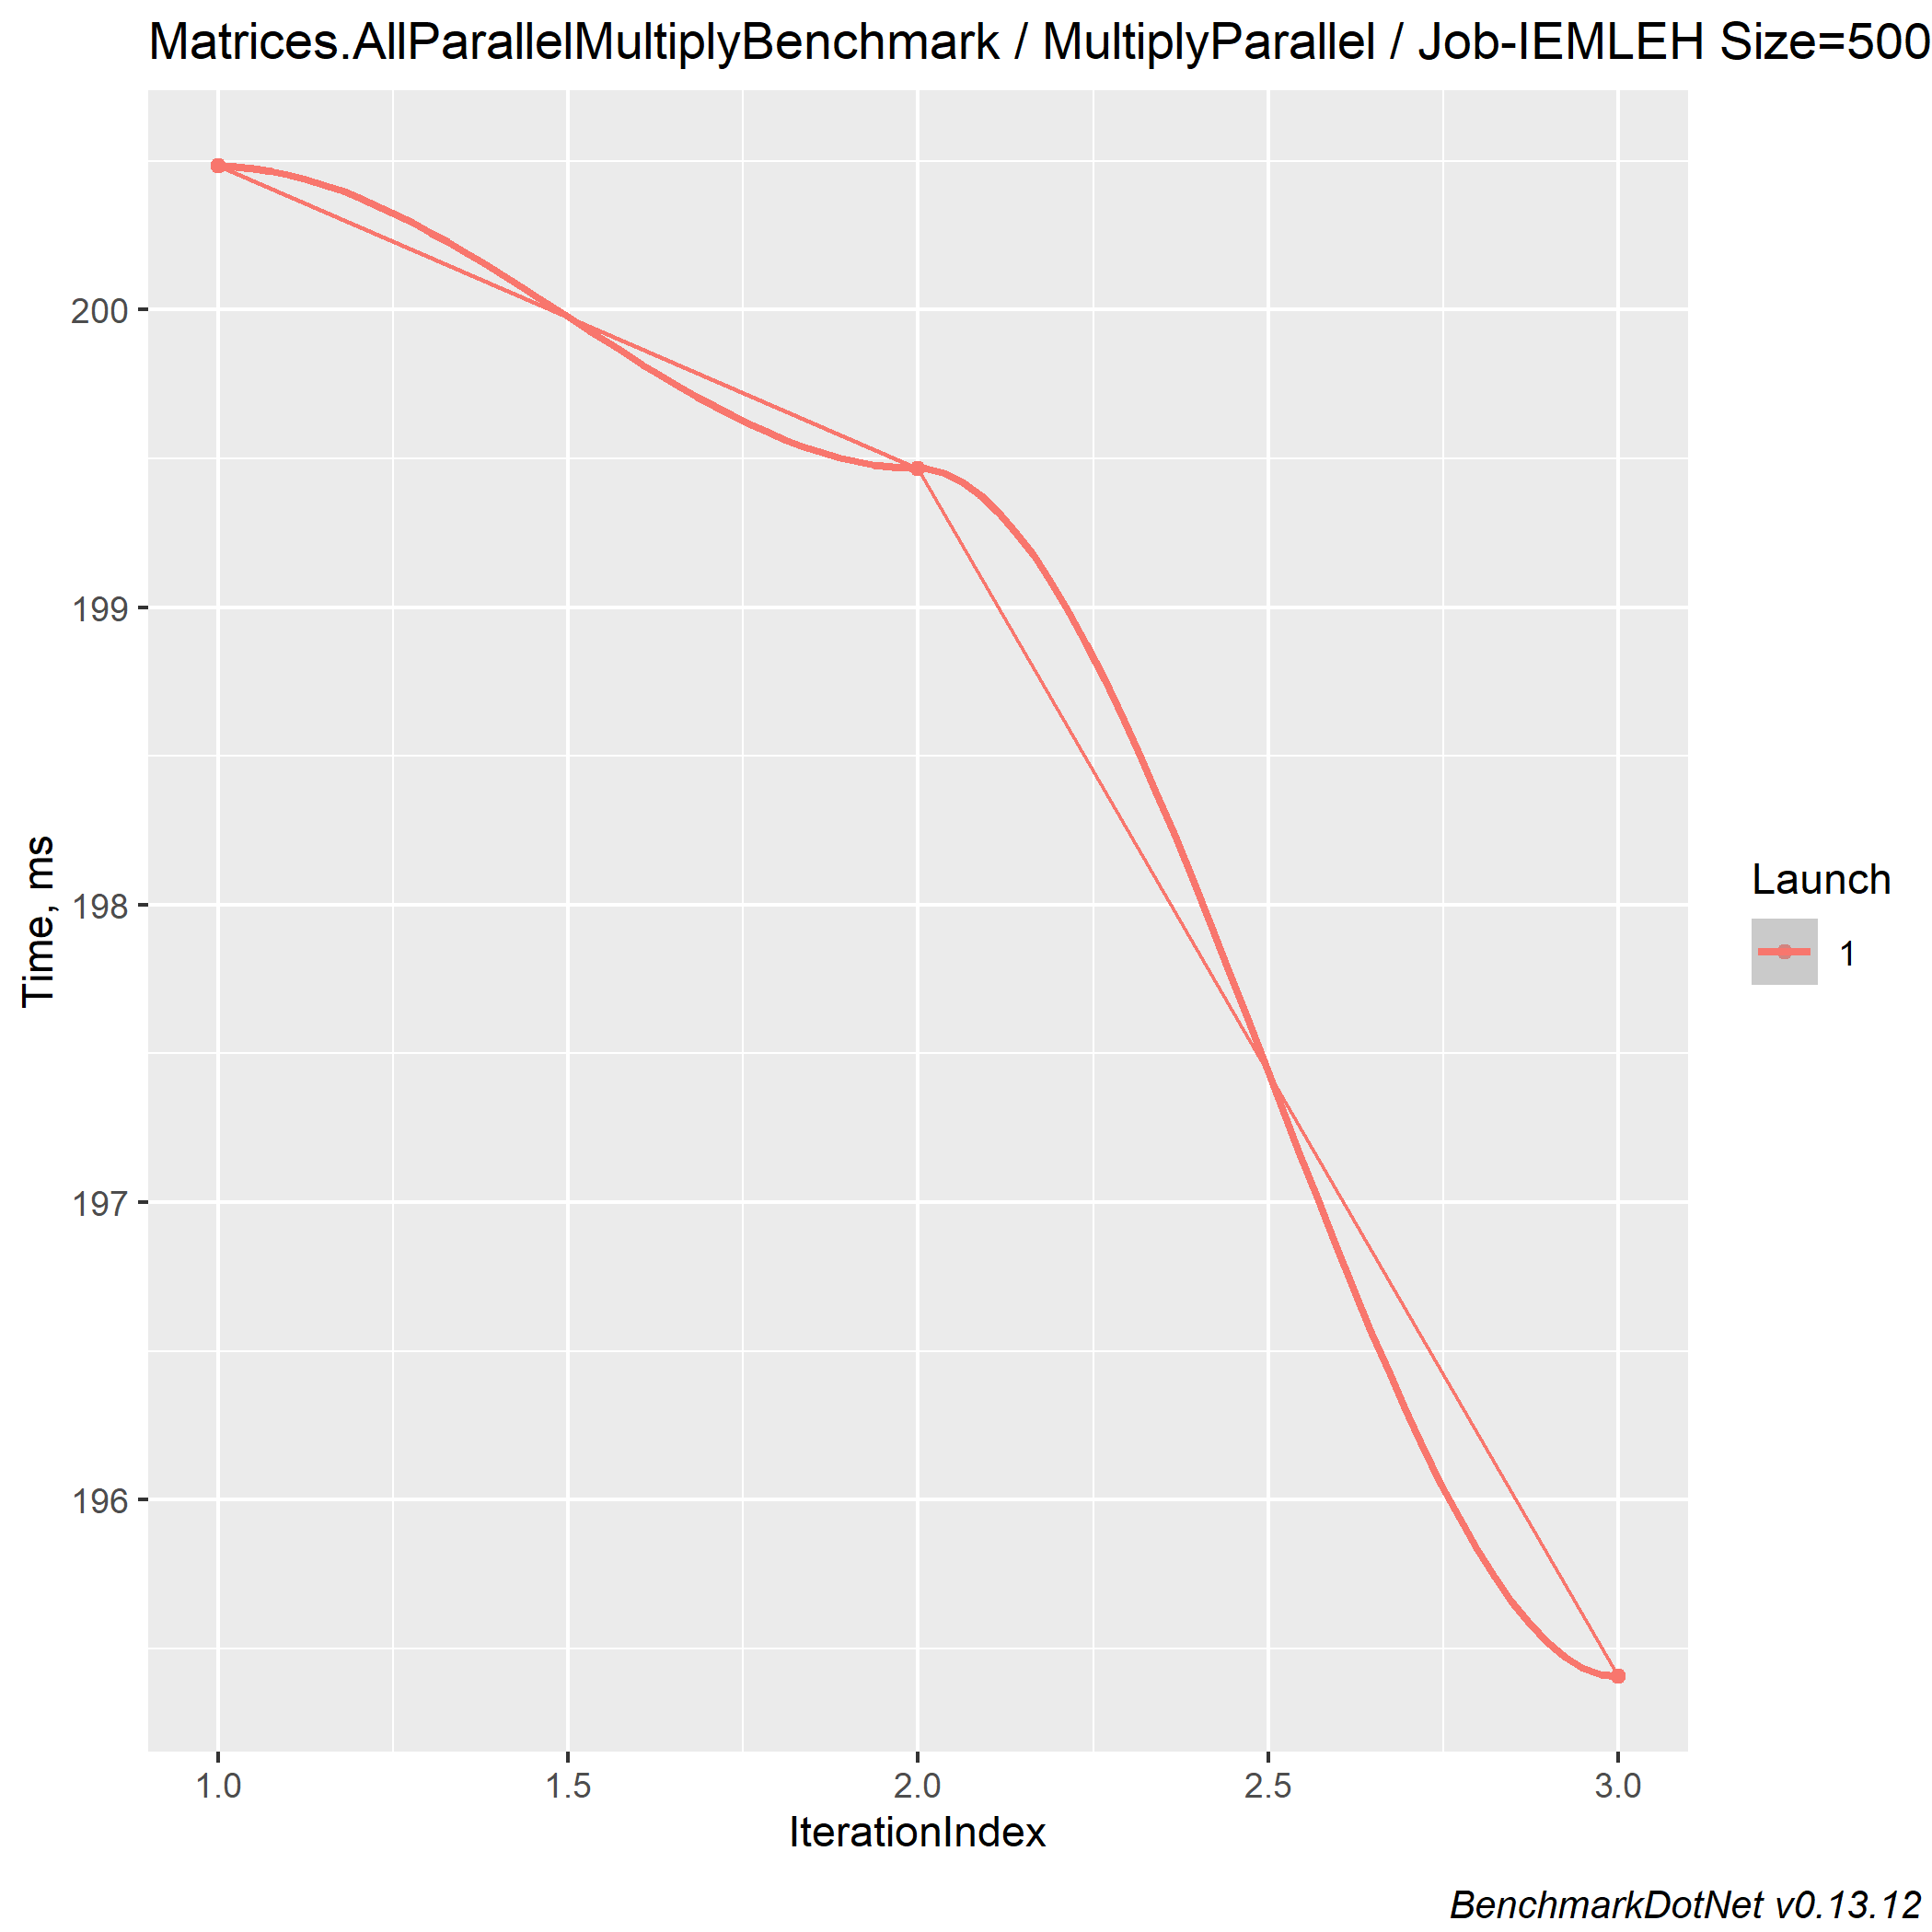 Matrices.AllParallelMultiplyBenchmark / MultiplyParallel / Job-IEMLEH Size=500
200
199
198
197
196
Time, ms
1.0 1.5 2.0 2.5 3.0
IterationIndex
Launch
1
BenchmarkDotNet v0.13.12